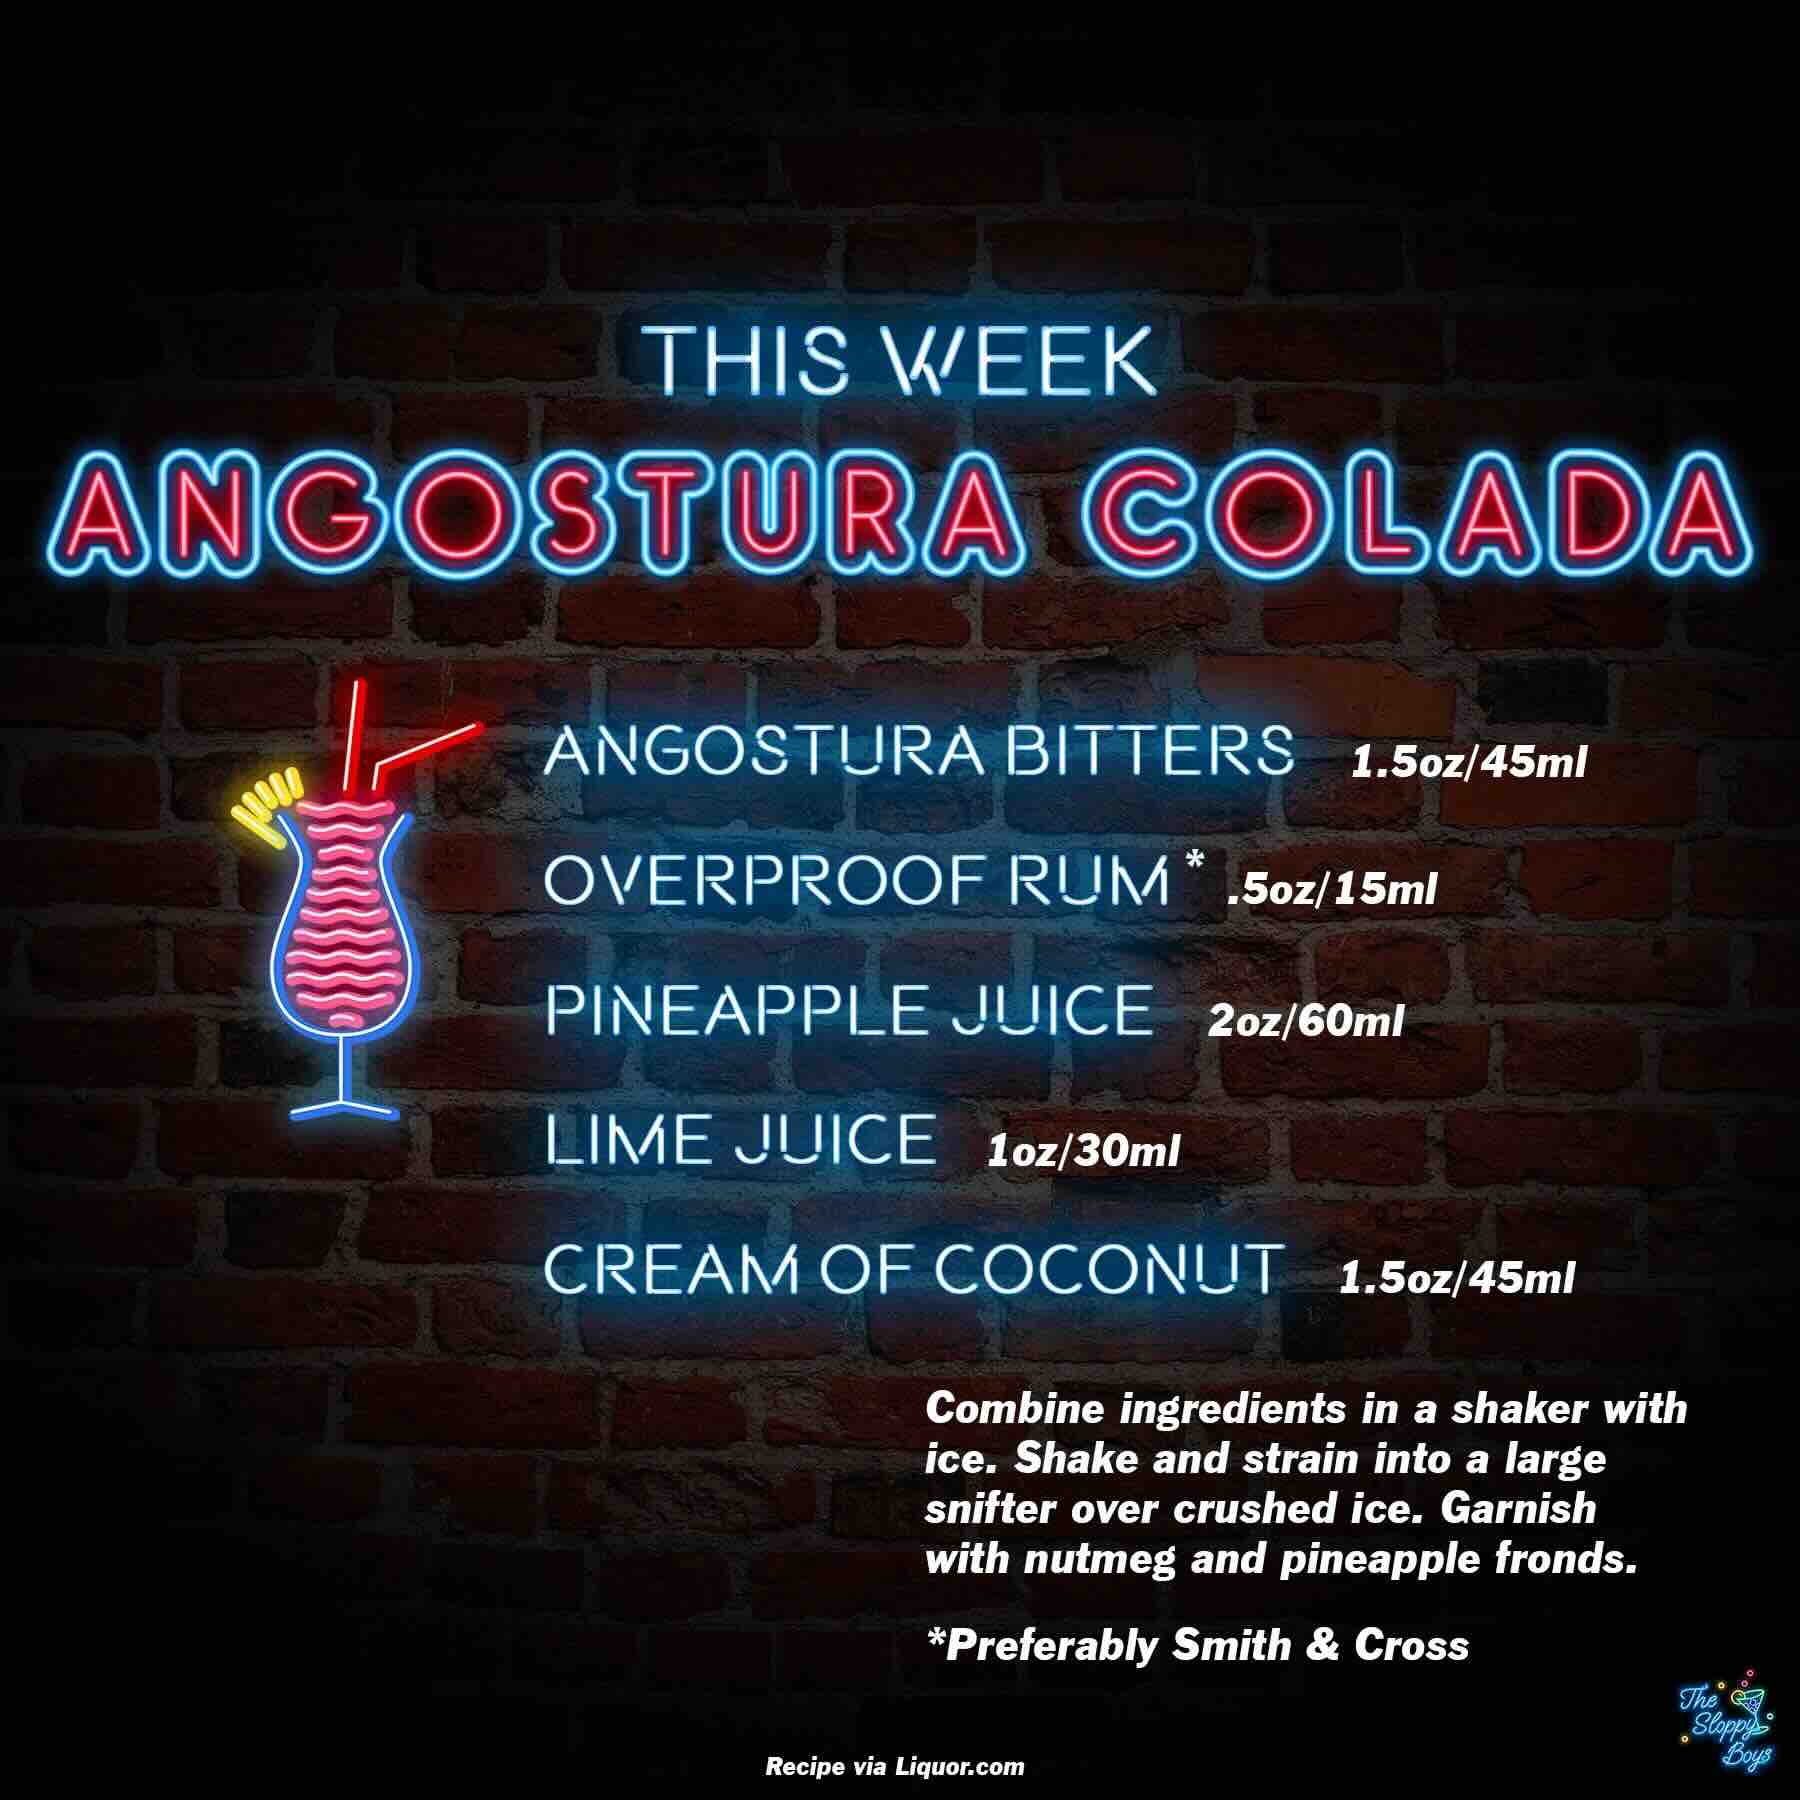 THIS WEEK
ANGOSTURA COLADA
ANGOSTURA BITTERS 1.5oz/45ml
OVERPROOF RUM * .5oz/15ml
PINEAPPLE JUICE 2oz/60ml
LIME JUICE 1oz/30ml
CREAM OF COCONUT 1.5oz/45ml
Combine ingredients in a shaker with
ice. Shake and strain into a large
snifter over crushed ice. Garnish
with nutmeg and pineapple fronds.
*Preferably Smith & Cross
The
Sloppy
Boys
Recipe via Liquor.com